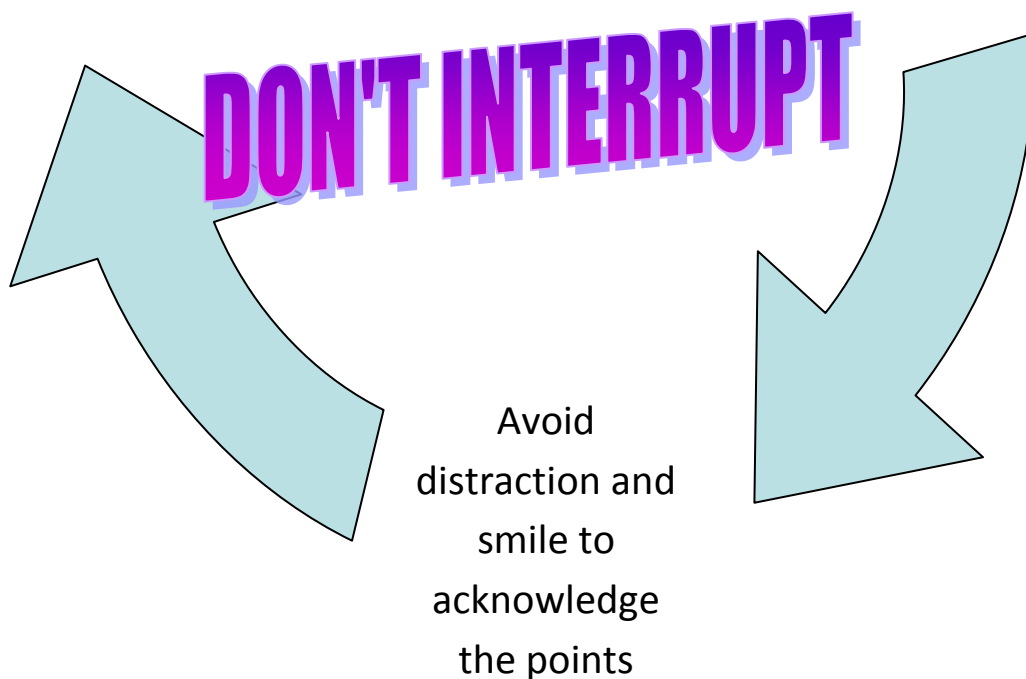 DON'T INTERRUPT
Avoid
distraction and
smile to
acknowledge
the points